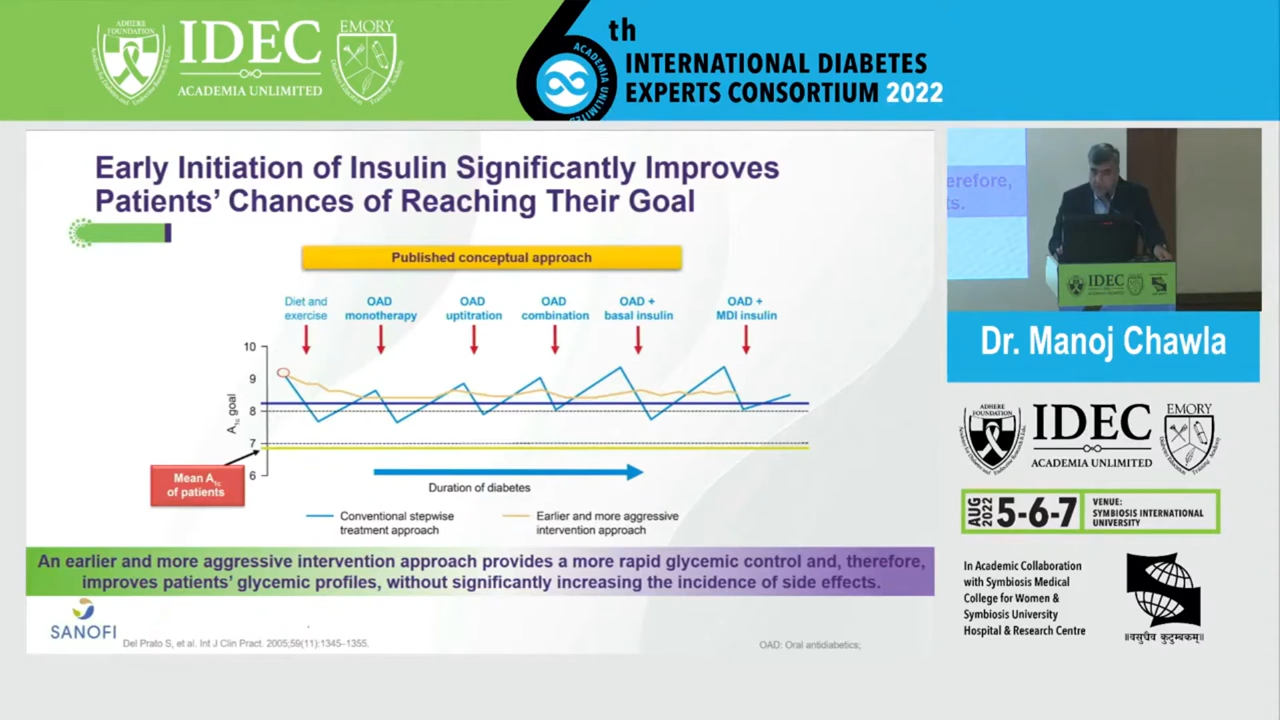 ADHERE
FOUNDATION
IDEC
ACADEMIA UNLIMITED
EMORY
6th
ACADEMIA UNLIMITED
INTERNATIONAL DIABETES
EXPERTS CONSORTIUM 2022
Early Initiation of Insulin Significantly Improves
Patients' Chances of Reaching Their Goal
Published conceptual approach
Diet and
exercise
OAD
monotherapy
OAD
uptitration
OAD
combination
OAD +
basal insulin
OAD +
MDI insulin
10
9
8
7
6
A1c goal
Mean A1c
of patients
Duration of diabetes
Conventional stepwise
treatment approach
Earlier and more aggressive
intervention approach
An earlier and more aggressive intervention approach provides a more rapid glycemic control and, therefore,
improves patients' glycemic profiles, without significantly increasing the incidence of side effects.
SANOFI
Del Prato S, et al. Int J Clin Pract. 2005;59(11):1345–1355.
OAD: Oral antidiabetics;
erefore,
ts.
IDEC
Dr. Manoj Chawla
ADHERE
FOUNDATION
IDEC
ACADEMIA UNLIMITED
EMORY
AUG
2022
5-6-7
VENUE:
SYMBIOSIS INTERNATIONAL
UNIVERSITY
In Academic Collaboration
with Symbiosis Medical
College for Women &
Symbiosis University
Hospital & Research Centre
॥वसुधैव कुटुम्बकम्॥